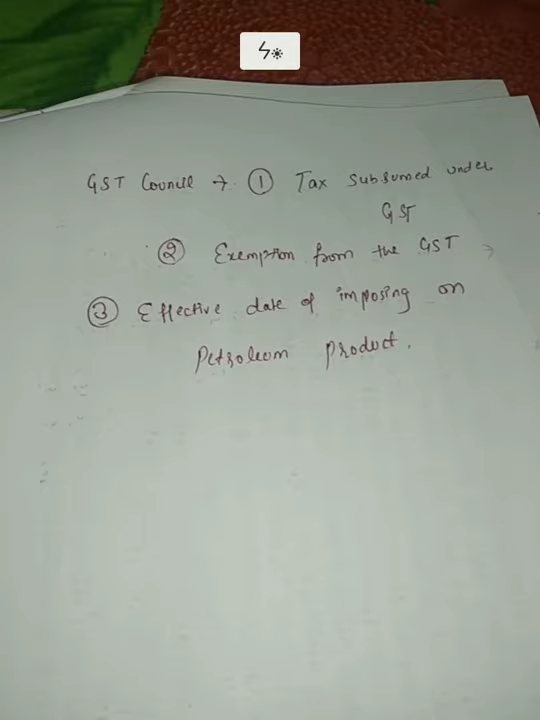 GST Council → ① Tax subsumed under
GST
② Exemption from the GST
③ Effective date of imposing on
Petroleum Product.